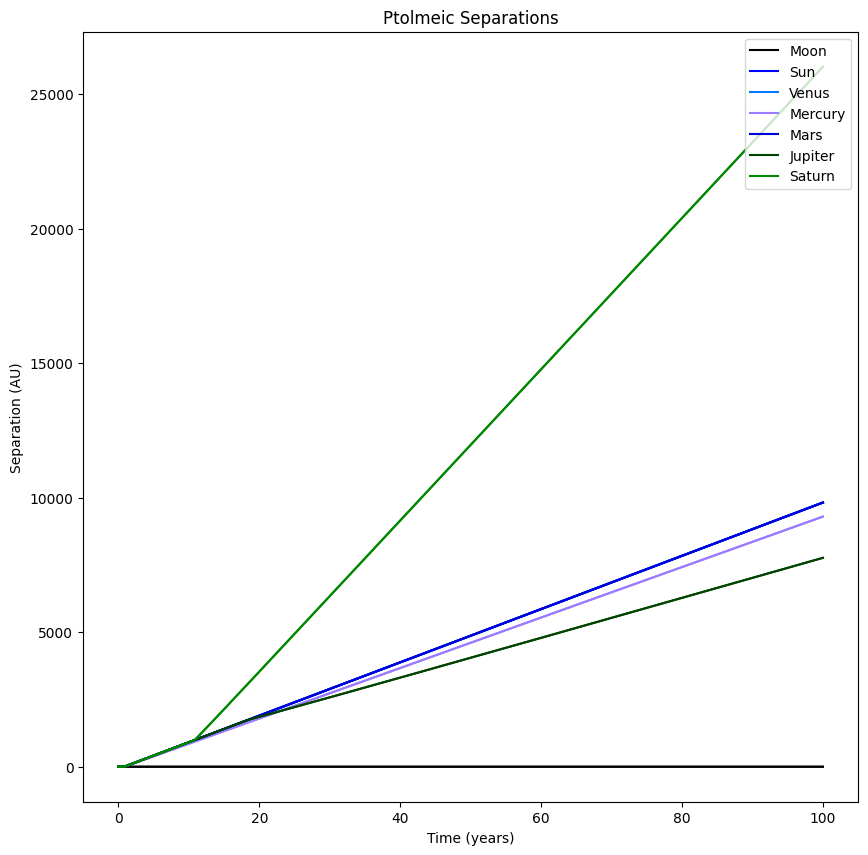 Ptolmeic Separations
Moon
Sun
Venus
Mercury
Mars
Jupiter
Saturn
25000
20000
15000
10000
5000
0
Separation (AU)
0 20 40 60 80 100
Time (years)